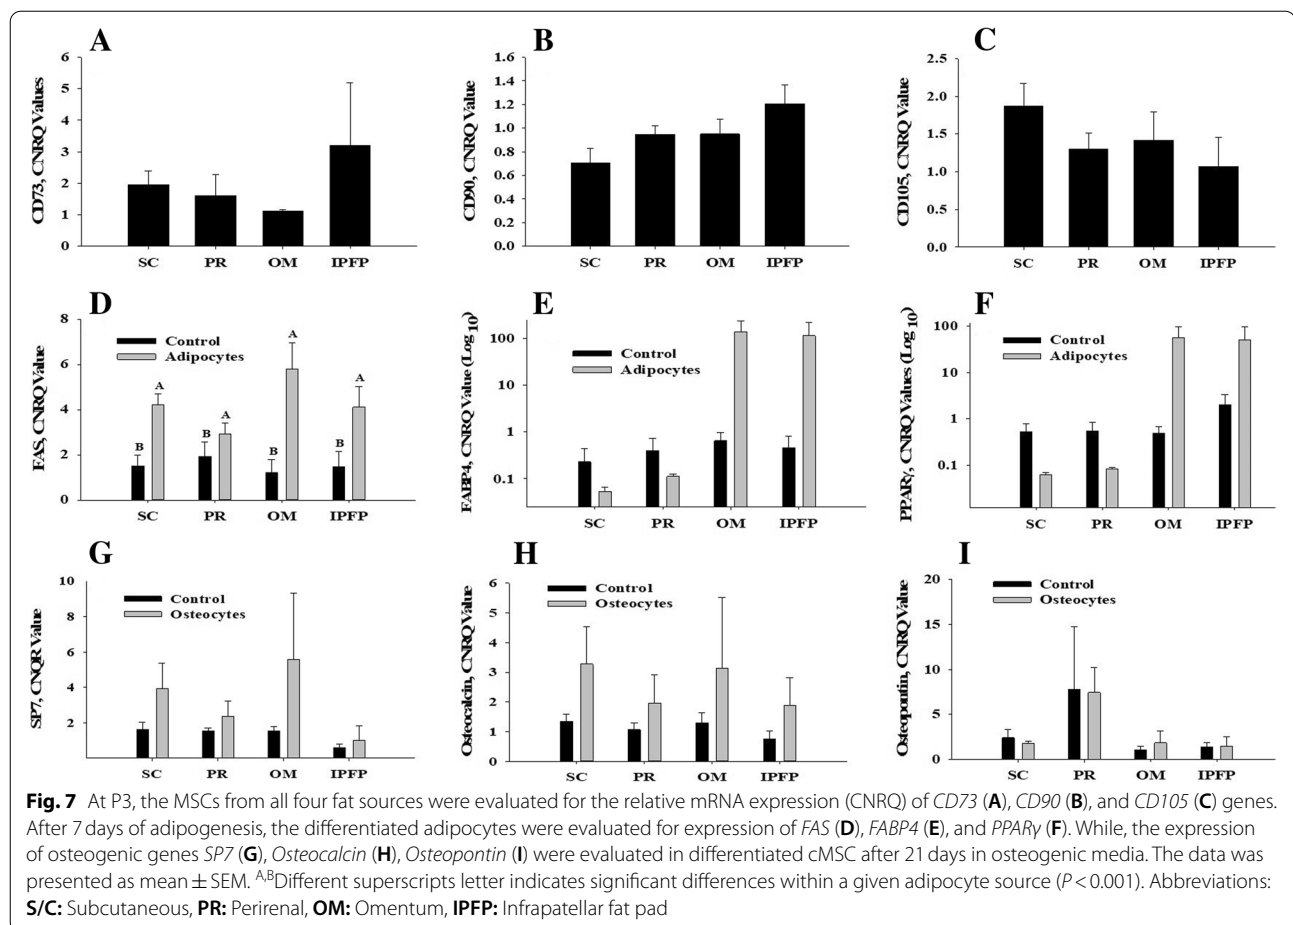 A
CD73, CNRQ Values
6
5
4
3
2
1
0
SC PR OM IPFP
B
CD90, CNRQ Value
1.6
1.4
1.2
1.0
0.8
0.6
0.4
0.2
0.0
SC PR OM IPFP
C
CD105, CNRQ Value
2.5
2.0
1.5
1.0
0.5
0.0
SC PR OM IPFP
D
FAS, CNRQ Value
8
6
4
2
0
Control
Adipocytes
B A B A B A B A
SC PR OM IPFP
E
FABP4, CNRQ Value (Log 10)
100
10
1
0.1
Control
Adipocytes
SC PR OM IPFP
F
PPARγ, CNRQ Values (Log 10)
100
10
1
0.1
Control
Adipocytes
SC PR OM IPFP
G
SP7, CNQR Value
10
8
6
4
2
Control
Osteocytes
SC PR OM IPFP
H
Osteocalcin, CNRQ Value
6
5
4
3
2
1
0
Control
Osteocytes
SC PR OM IPFP
I
Osteopontin, CNRQ Value
20
15
10
5
0
Control
Osteocytes
SC PR OM IPFP
Fig. 7 At P3, the MSCs from all four fat sources were evaluated for the relative mRNA expression (CNRQ) of CD73 (A), CD90 (B), and CD105 (C) genes.
After 7 days of adipogenesis, the differentiated adipocytes were evaluated for expression of FAS (D), FABP4 (E), and PPARγ (F). While, the expression
of osteogenic genes SP7 (G), Osteocalcin (H), Osteopontin (I) were evaluated in differentiated cMSC after 21 days in osteogenic media. The data was
presented as mean ± SEM. A,BDifferent superscripts letter indicates significant differences within a given adipocyte source (P < 0.001). Abbreviations:
S/C: Subcutaneous, PR: Perirenal, OM: Omentum, IPFP: Infrapatellar fat pad